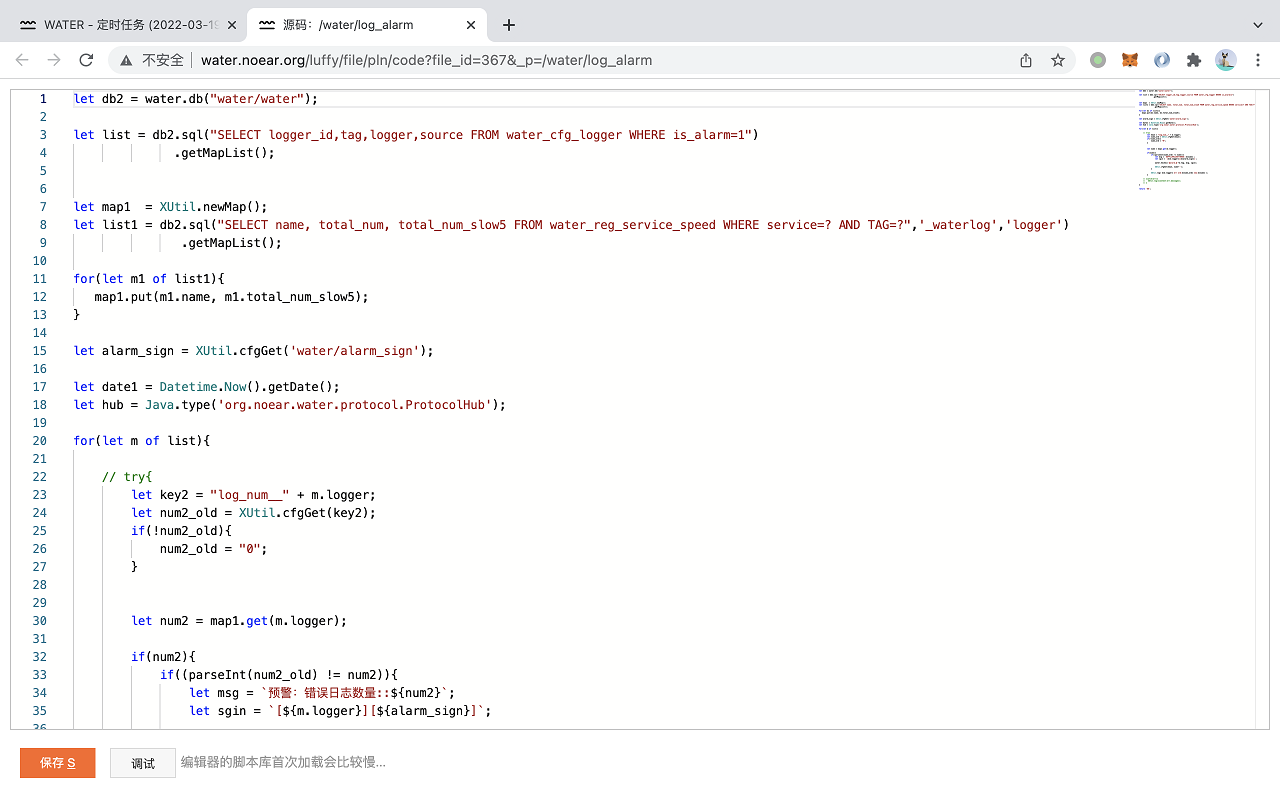 WATER - 定时任务 (2022-03-19
源码：/water/log_alarm
不安全
water.noear.org/luffy/file/pln/code?file_id=367&_p=/water/log_alarm
1 let db2 = water.db("water/water");
2
3 let list = db2.sql("SELECT logger_id,tag,logger,source FROM water_cfg_logger WHERE is_alarm=1")
4 .getMapList();
5
6
7 let map1  = XUtil.newMap();
8 let list1 = db2.sql("SELECT name, total_num, total_num_slow5 FROM water_reg_service_speed WHERE service=? AND TAG=?",'_waterlog','logger')
9 .getMapList();
10
11 for(let m1 of list1){
12 map1.put(m1.name, m1.total_num_slow5);
13 }
14
15 let alarm_sign = XUtil.cfgGet('water/alarm_sign');
16
17 let date1 = Datetime.Now().getDate();
18 let hub = Java.type('org.noear.water.protocol.ProtocolHub');
19
20 for(let m of list){
21
22 // try{
23 let key2 = "log_num__" + m.logger;
24 let num2_old = XUtil.cfgGet(key2);
25 if(!num2_old){
26 num2_old = "0";
27 }
28
29
30 let num2 = map1.get(m.logger);
31
32 if(num2){
33 if((parseInt(num2_old) != num2)){
34 let msg = `预警：错误日志数量::${num2}`;
35 let sgin = `[${m.logger}][${alarm_sign}]`;
36
保存 S
调试
编辑器的脚本库首次加载会比较慢...